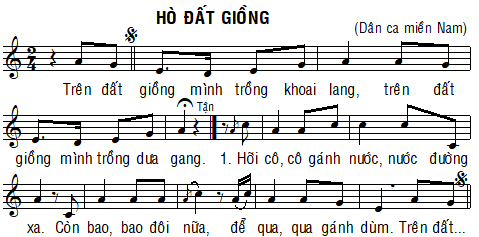 HÒ ĐẤT GIỒNG
(Dân ca miền Nam)
Trên đất giồng mình trồng khoai lang, trên đất
Tận
giồng mình trồng dưa gang. 1. Hỡi cô, cô gánh nước, nước đường
xa. Còn bao, bao đôi nữa, để qua, qua gánh dùm. Trên đất...